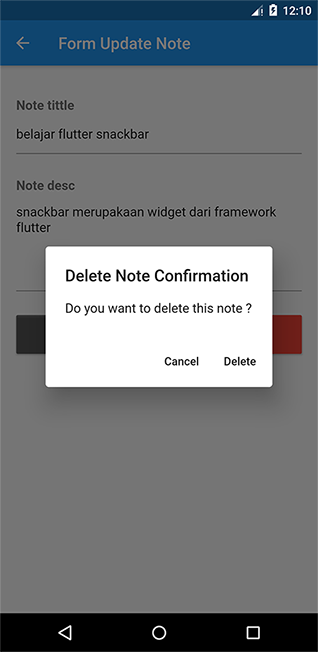 12:10
Form Update Note
Note tittle
belajar flutter snackbar
Note desc
snackbar merupakaan widget dari framework
flutter
Delete Note Confirmation
Do you want to delete this note ?
Cancel
Delete